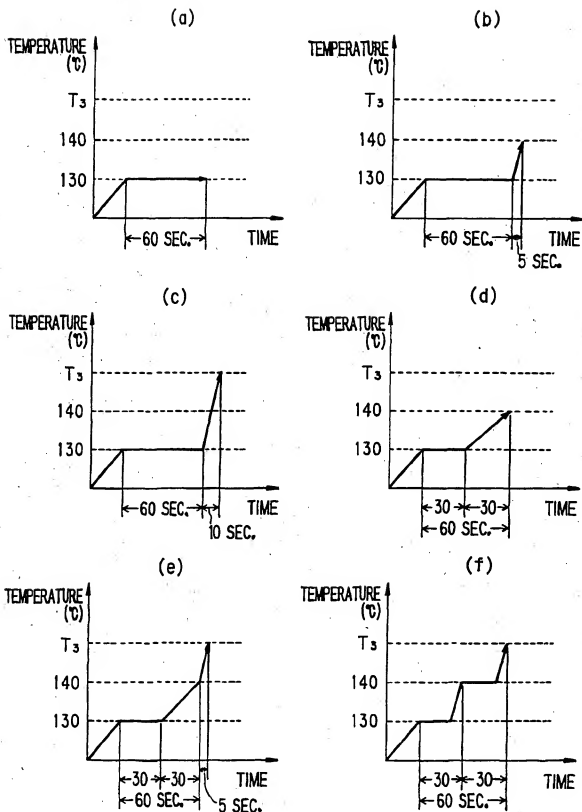 (a)
TEMPERATURE
(℃)
T₃
140
130
60 SEC.
TIME
(b)
TEMPERATURE
(℃)
T₃
140
130
60 SEC.
TIME
5 SEC.
(c)
TEMPERATURE
(℃)
T₃
140
130
60 SEC.
TIME
10 SEC.
(d)
TEMPERATURE
(℃)
T₃
140
130
30 30
TIME
60 SEC.
(e)
TEMPERATURE
(℃)
T₃
140
130
30 30
TIME
60 SEC.
5 SEC.
(f)
TEMPERATURE
(℃)
T₃
140
130
30 30
TIME
60 SEC.